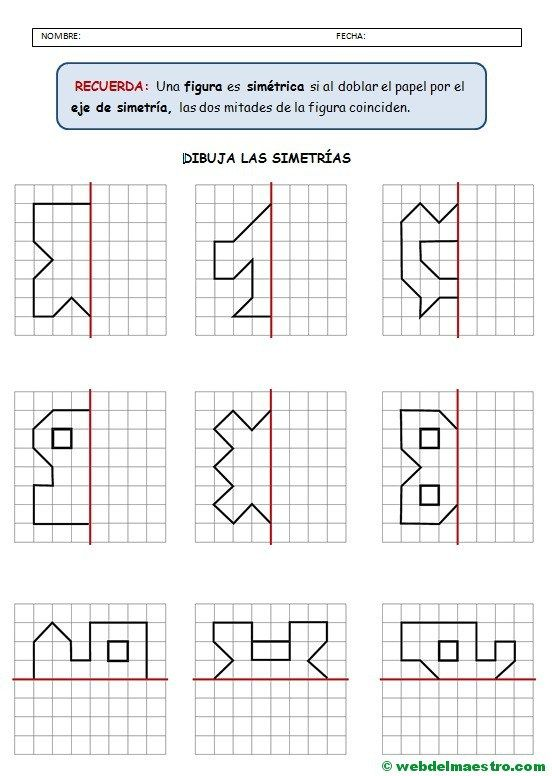 NOMBRE: FECHA:
RECUERDA: Una figura es simétrica si al doblar el papel por el
eje de simetría, las dos mitades de la figura coinciden.
DIBUJA LAS SIMETRÍAS
© webdelmaestro.com